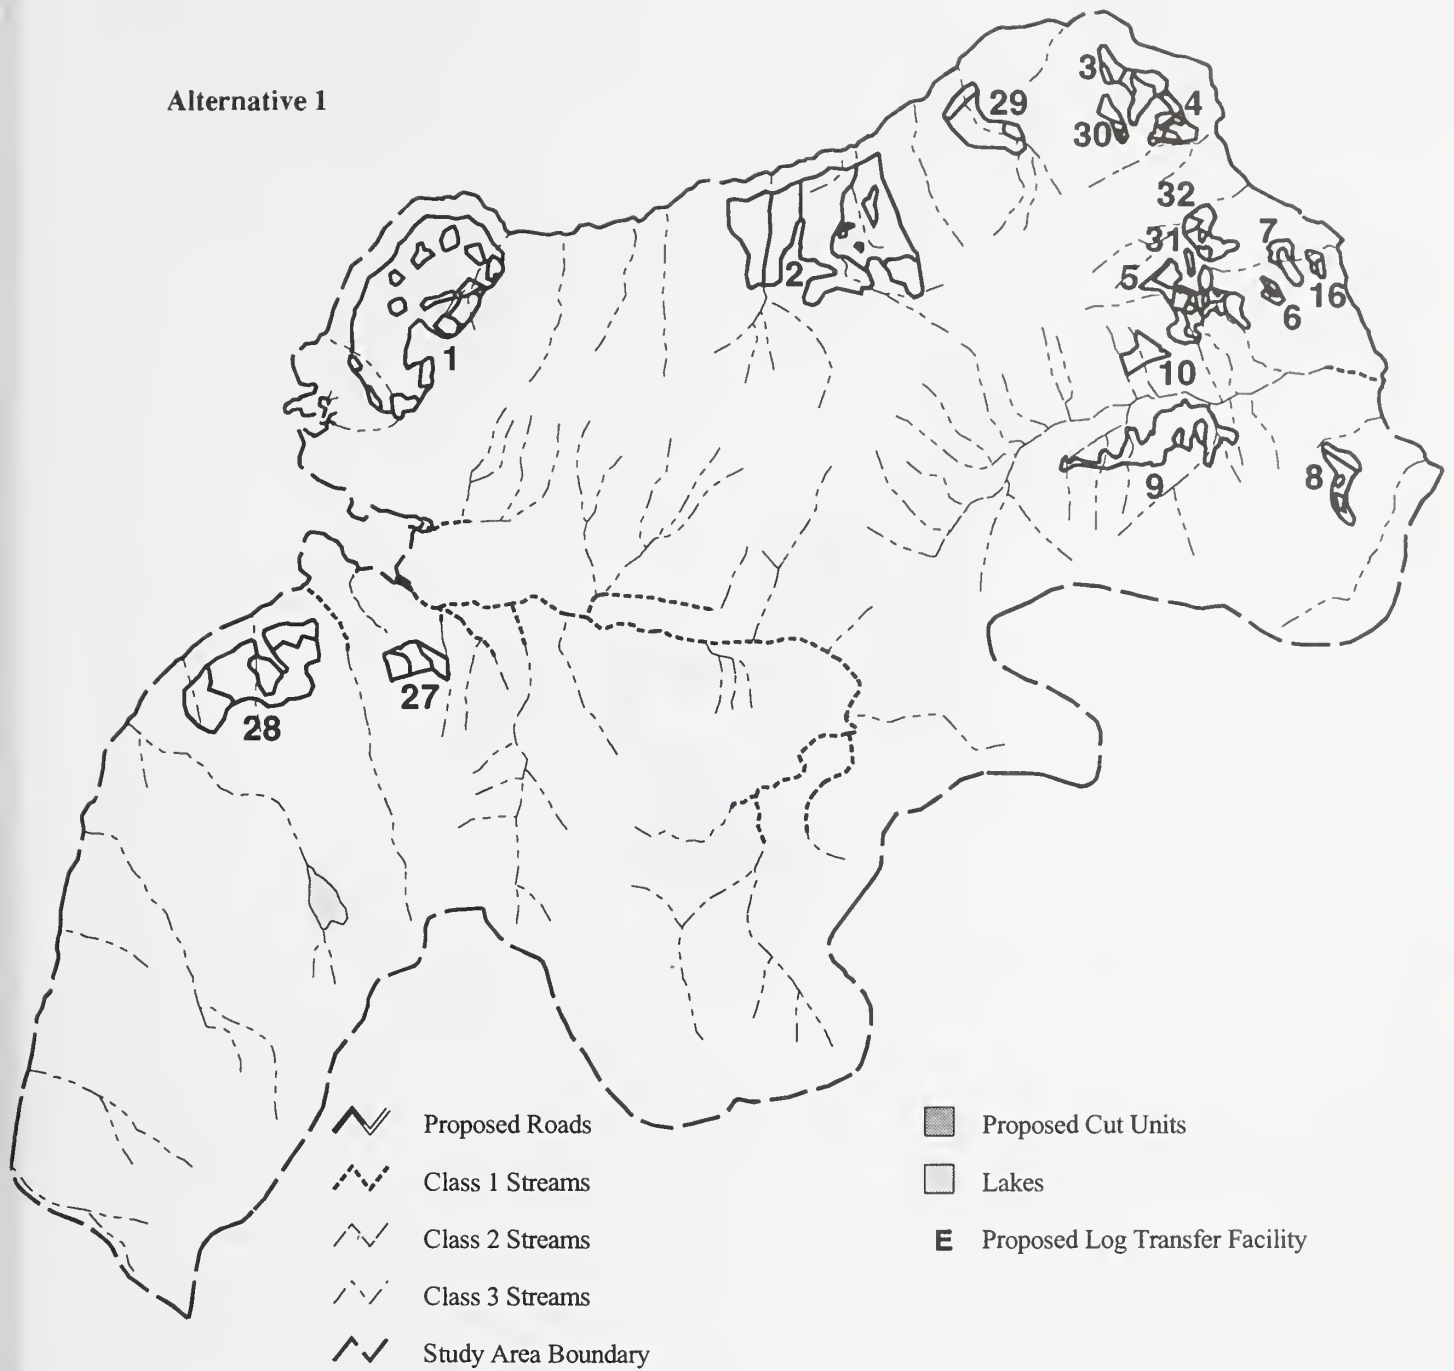 Alternative 1
3
29
4
30
32
7
31
2
5
16
6
1
10
8
9
27
28
Proposed Roads
Proposed Cut Units
Class 1 Streams
Lakes
Class 2 Streams
E Proposed Log Transfer Facility
Class 3 Streams
Study Area Boundary